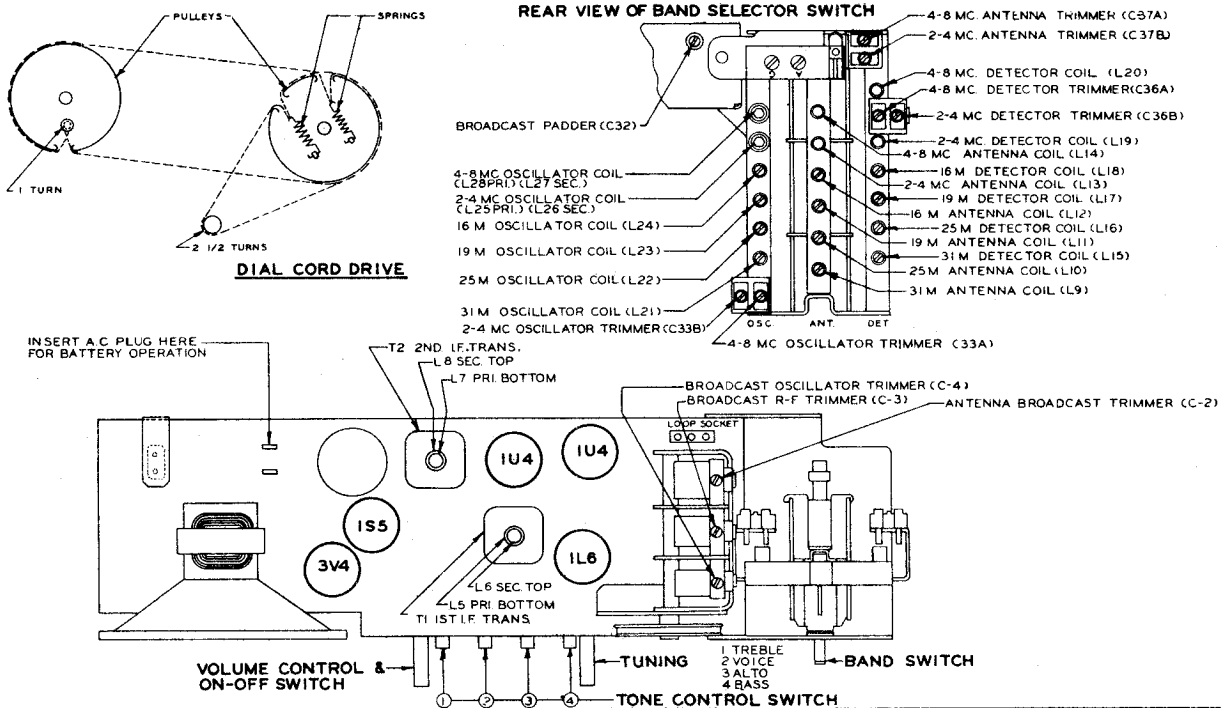 PULLEYS
SPRINGS
1 TURN
2 1/2 TURNS
DIAL CORD DRIVE
REAR VIEW OF BAND SELECTOR SWITCH
BROADCAST PADDER (C32)
4-8 MC OSCILLATOR COIL
(L28 PRI.) (L27 SEC.)
2-4 MC OSCILLATOR COIL
(L25 PRI.) (L26 SEC.)
16 M OSCILLATOR COIL (L24)
19 M OSCILLATOR COIL (L23)
25 M OSCILLATOR COIL (L22)
31 M OSCILLATOR COIL (L21)
2-4 MC OSCILLATOR TRIMMER (C33B)
OSC.
ANT.
DET
4-8 MC OSCILLATOR TRIMMER (33A)
4-8 MC. ANTENNA TRIMMER (C37A)
2-4 MC. ANTENNA TRIMMER (C37B)
4-8 MC. DETECTOR COIL (L20)
4-8 MC. DETECTOR TRIMMER (C36A)
2-4 MC DETECTOR TRIMMER (C36B)
2-4 MC DETECTOR COIL (L19)
4-8 MC ANTENNA COIL (L14)
16 M DETECTOR COIL (L18)
2-4 MC ANTENNA COIL (L13)
19 M DETECTOR COIL (L17)
16 M ANTENNA COIL (L12)
25 M DETECTOR COIL (L16)
19 M ANTENNA COIL (L11)
31 M DETECTOR COIL (L15)
25 M ANTENNA COIL (L10)
31 M ANTENNA COIL (L9)
INSERT A.C PLUG HERE
FOR BATTERY OPERATION
T2 2ND. I.F. TRANS.
L8 SEC. TOP
L7 PRI. BOTTOM
BROADCAST OSCILLATOR TRIMMER (C-4)
BROADCAST R-F TRIMMER (C-3)
ANTENNA BROADCAST TRIMMER (C-2)
LOOP SOCKET
1U4
1U4
1S5
3V4
1L6
L6 SEC. TOP
L5 PRI. BOTTOM
T1 1ST I.F. TRANS.
VOLUME CONTROL &
ON-OFF SWITCH
TUNING
1 TREBLE
2 VOICE
3 ALTO
4 BASS
BAND SWITCH
1 2 3 4
TONE CONTROL SWITCH